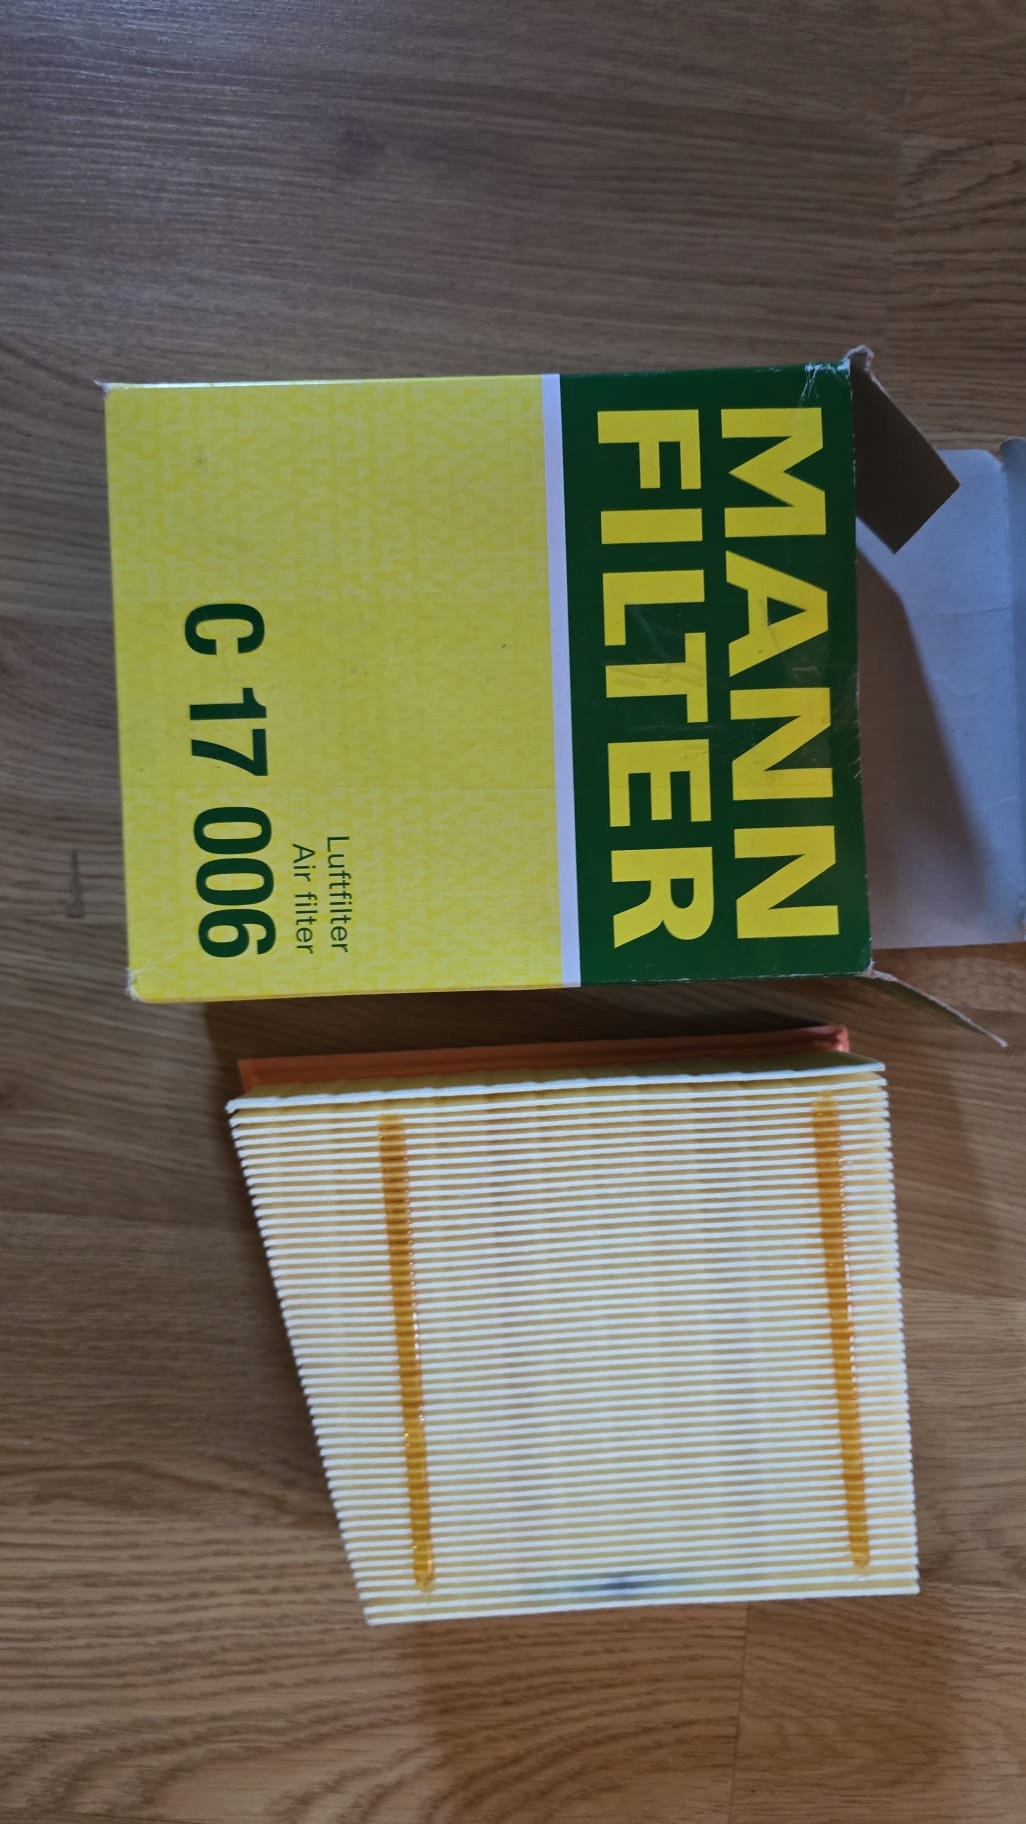 MANN
FILTER
Luftfilter
Air filter
C 17 006